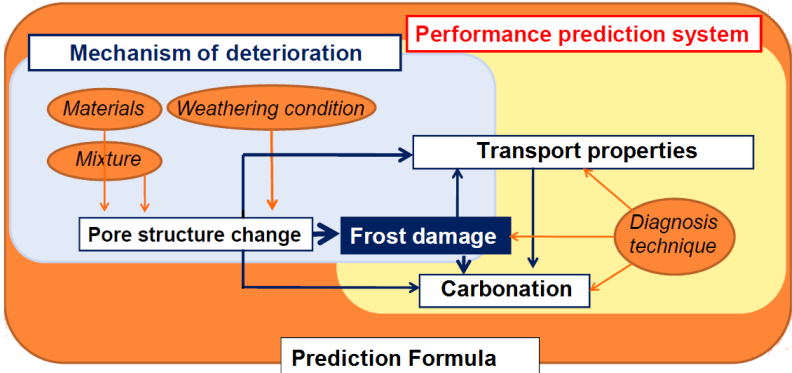 Performance prediction system
Mechanism of deterioration
Materials
Weathering condition
Mixture
Transport properties
Pore structure change
Frost damage
Diagnosis
technique
Carbonation
Prediction Formula